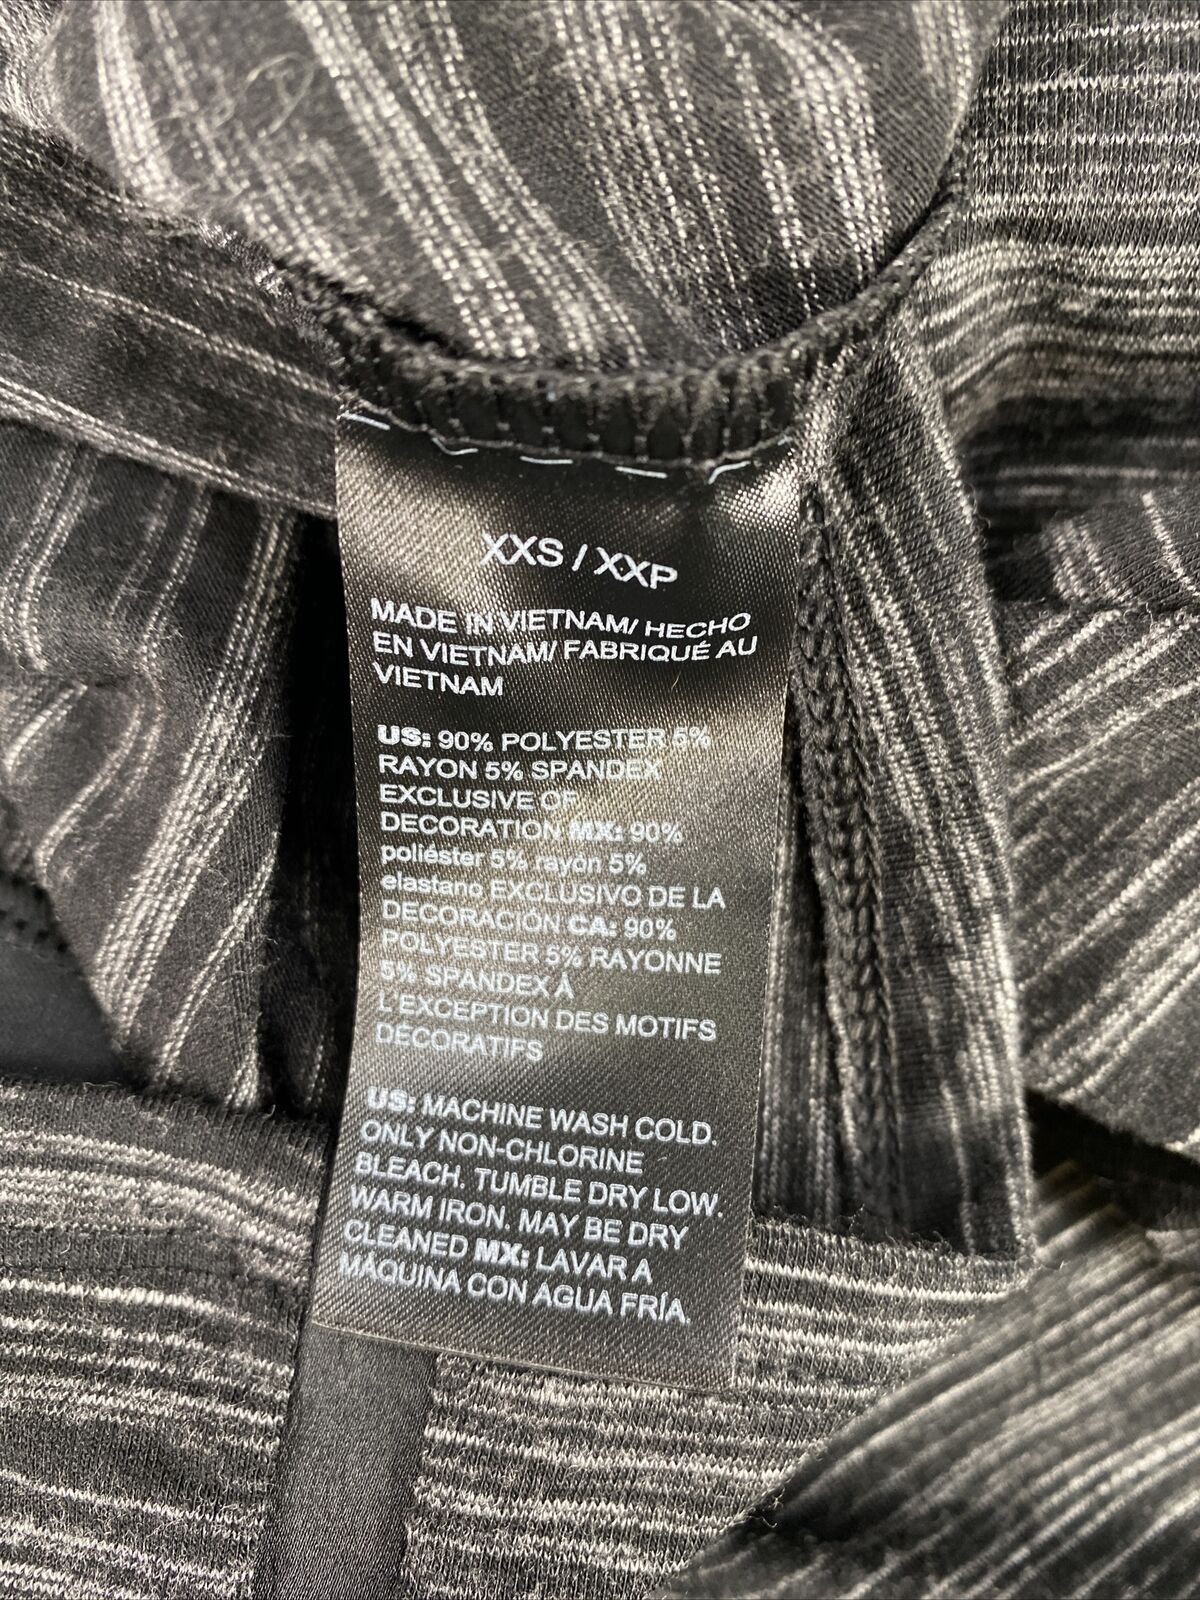 XXS / XXP
MADE IN VIETNAM/ HECHO
EN VIETNAM/ FABRIQUÉ AU
VIETNAM
US: 90% POLYESTER 5%
RAYON 5% SPANDEX
EXCLUSIVE OF
DECORATION MX: 90%
poliéster 5% rayón 5%
elastano EXCLUSIVO DE LA
DECORACIÓN CA: 90%
POLYESTER 5% RAYONNE
5% SPANDEX À
L'EXCEPTION DES MOTIFS
DÉCORATIFS
US: MACHINE WASH COLD.
ONLY NON-CHLORINE
BLEACH. TUMBLE DRY LOW.
WARM IRON. MAY BE DRY
CLEANED MX: LAVAR A
MÁQUINA CON AGUA FRÍA.